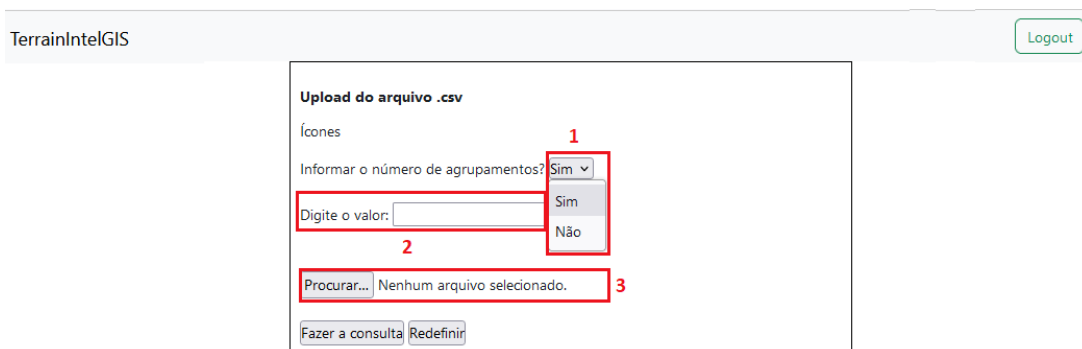 TerrainIntelGIS
Logout
Upload do arquivo .csv
Ícones
1
Informar o número de agrupamentos? Sim
Sim
Digite o valor:
Não
2
Procurar... Nenhum arquivo selecionado. 3
Fazer a consulta Redefinir